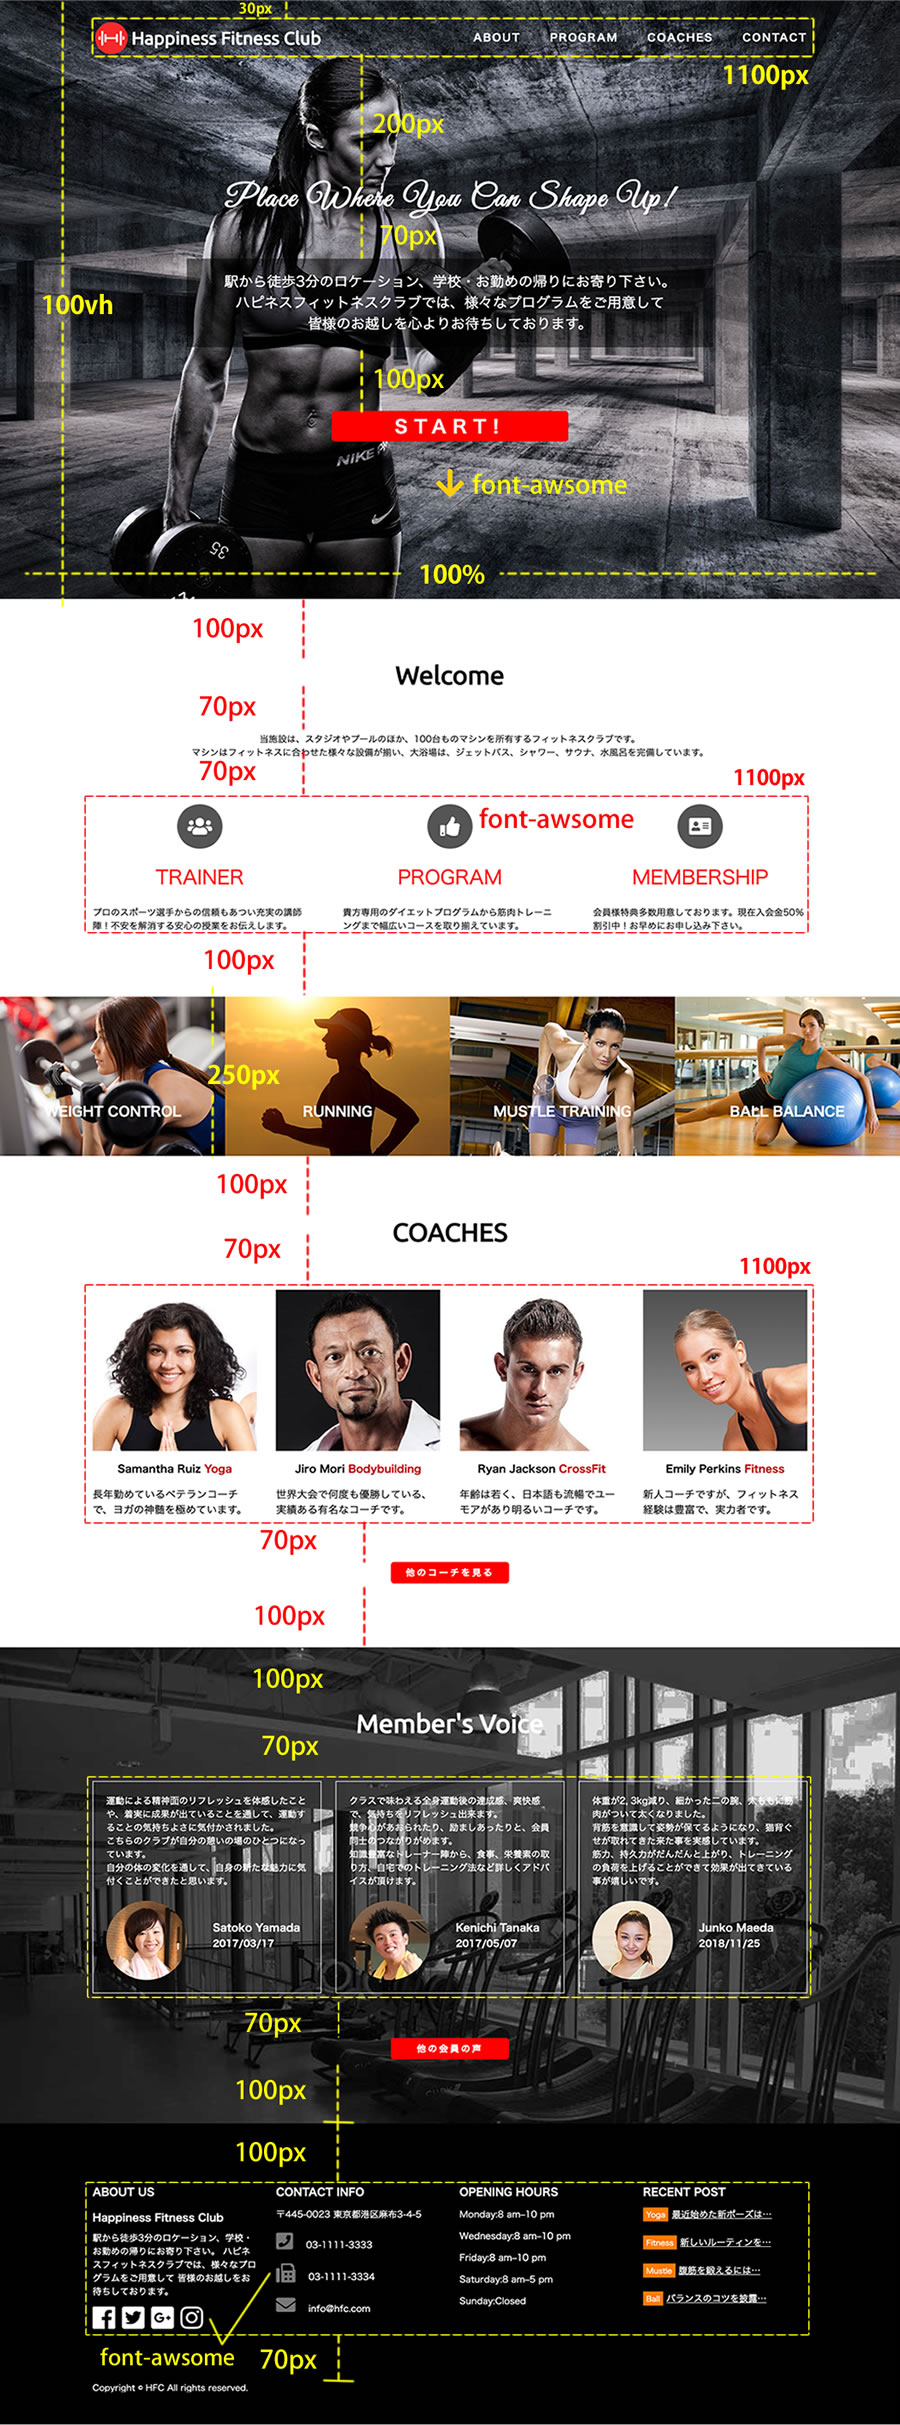 30px
Happiness Fitness Club
ABOUT
PROGRAM
COACHES
CONTACT
1100px
200px
Place Where You Can Shape Up!
70px
100vh
駅から徒歩3分のロケーション、学校・お勤めの帰りにお寄り下さい。
ハピネスフィットネスクラブでは、様々なプログラムをご用意して
皆様のお越しを心よりお待ちしております。
100px
START!
NIKE P
font-awsome
35
100%
100px
Welcome
70px
当施設は、スタジオやプールのほか、100台ものマシンを所有するフィットネスクラブです。
マシンはフィットネスに合わせた様々な設備が揃い、大浴場は、ジェットバス、シャワー、サウナ、水風呂を完備しています。
70px
1100px
font-awsome
TRAINER
プロのスポーツ選手からの信頼もあつい充実の講師
陣！不安を解消する安心の授業をお伝えします。
PROGRAM
貴方専用のダイエットプログラムから筋肉トレーニ
ングまで幅広いコースを取り揃えています。
MEMBERSHIP
会員様特典多数用意しております。現在入会金50%
割引中！お早めにお申し込み下さい。
100px
250px
WEIGHT CONTROL
RUNNING
MUSTLE TRAINING
BALL BALANCE
100px
COACHES
70px
1100px
Samantha Ruiz Yoga
長年勤めているベテランコーチ
で、ヨガの神髄を極めています。
Jiro Mori Bodybuilding
世界大会で何度も優勝している、
実績ある有名なコーチです。
Ryan Jackson CrossFit
年齢は若く、日本語も流暢でユー
モアがあり明るいコーチです。
Emily Perkins Fitness
新人コーチですが、フィットネス
経験は豊富で、実力者です。
70px
他のコーチを見る
100px
100px
Member's Voice
70px
運動による精神面のリフレッシュを体感したこと
や、着実に成果が出ていることを通して、運動す
ることの気持ちよさに気付かされました。
こちらのクラブが自分の憩いの場のひとつになっ
ています。
自分の体の変化を通して、自身の新たな魅力に気
付くことができたと思います。
Satoko Yamada
2017/03/17
クラスで味わえる全身運動後の達成感、爽快感
で、気持ちをリフレッシュ出来ます。
競争心があおられたり、励ましあったりと、会員
同士のつながりがめます。
知識豊富なトレーナー陣から、食事、栄養素の取
り方、自宅でのトレーニング法など詳しくアドバ
イスが頂けます。
Kenichi Tanaka
2017/05/07
体重が2, 3kg減り、細かった二の腕、太ももに筋
肉がついて太くなりました。
背筋を意識して姿勢が保てるようになり、猫背ぐ
せが取れてきた来た事を実感しています。
筋力、持久力がだんだんと上がり、トレーニング
の負荷を上げることができて効果が出てきている
事が嬉しいです。
Junko Maeda
2018/11/25
70px
他の会員の声
100px
100px
ABOUT US
Happiness Fitness Club
駅から徒歩3分のロケーション、学校・
お勤めの帰りにお寄り下さい。 ハピネ
スフィットネスクラブでは、様々なプロ
グラムをご用意して 皆様のお越しをお
待ちしております。
CONTACT INFO
〒445-0023 東京都港区麻布3-4-5
03-1111-3333
03-1111-3334
info@hfc.com
OPENING HOURS
Monday:8 am–10 pm
Wednesday:8 am–10 pm
Friday:8 am–10 pm
Saturday:8 am–5 pm
Sunday:Closed
RECENT POST
Yoga 最近始めた新ポーズは…
Fitness 新しいルーティンを…
Mustle 腹筋を鍛えるには…
Ball バランスのコツを披露…
font-awsome
70px
Copyright © HFC All rights reserved.